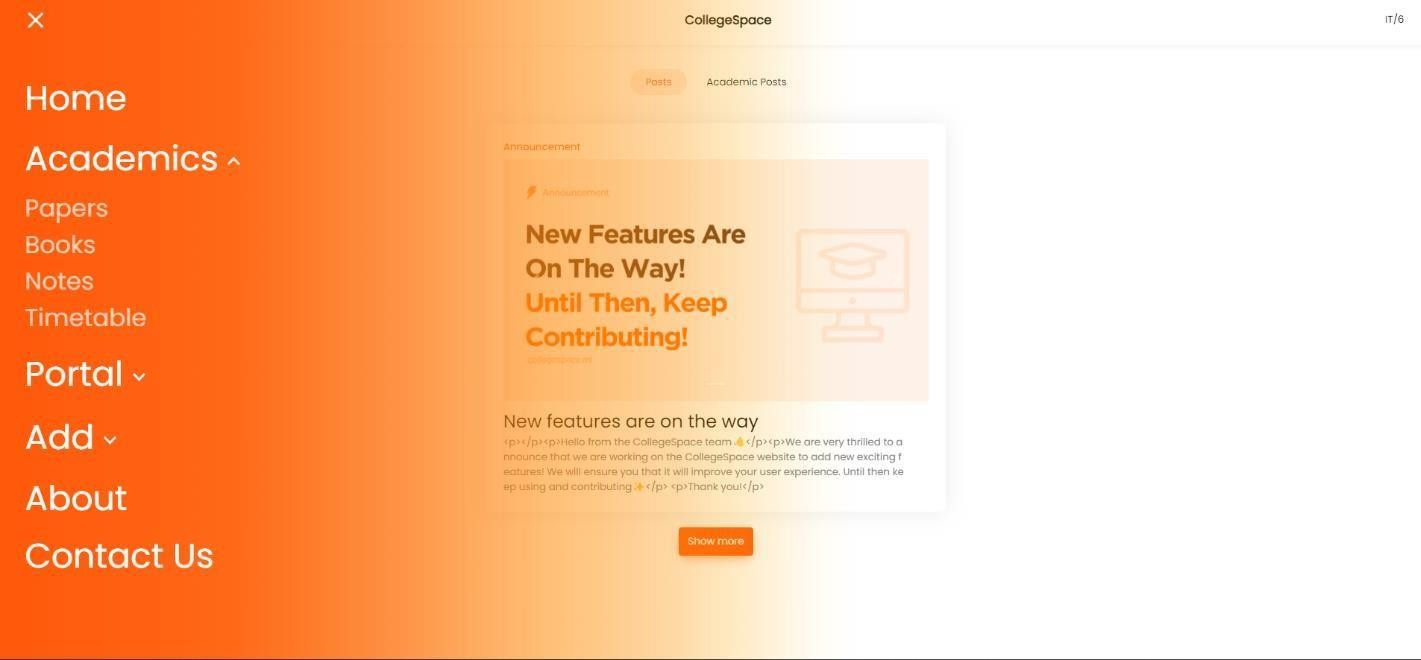 CollegeSpace
IT/6
Home
Academics
Papers
Books
Notes
Timetable
Portal
Add
About
Contact Us
Posts
Academic Posts
Announcement
Announcement
New Features Are
On The Way!
Until Then, Keep
Contributing!
New features are on the way
<p></p><p>Hello from the CollegeSpace team 👍</p><p>We are very thrilled to a
nnounce that we are working on the CollegeSpace website to add new exciting f
eatures! We will ensure you that it will improve your user experience. Until then ke
ep using and contributing ✨</p> <p>Thank you!</p>
Show more